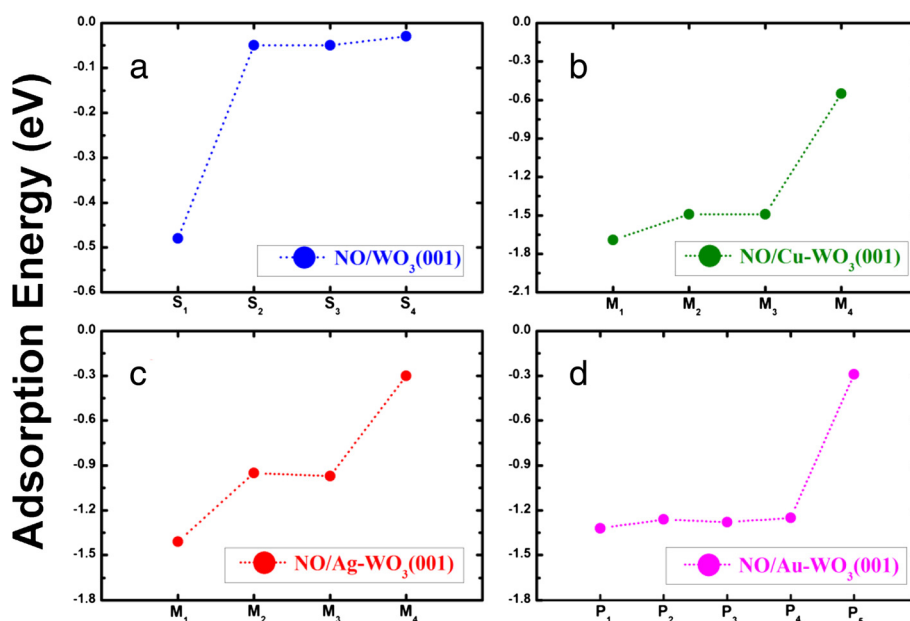 Adsorption Energy (eV)
a
0.0
-0.1
-0.2
-0.3
-0.4
-0.5
-0.6
S₁ S₂ S₃ S₄
NO/WO₃(001)
b
0.0
-0.3
-0.6
-0.9
-1.2
-1.5
-1.8
-2.1
M₁ M₂ M₃ M₄
NO/Cu-WO₃(001)
c
0.0
-0.3
-0.6
-0.9
-1.2
-1.5
-1.8
M₁ M₂ M₃ M₄
NO/Ag-WO₃(001)
d
0.0
-0.3
-0.6
-0.9
-1.2
-1.5
-1.8
P₁ P₂ P₃ P₄ P₅
NO/Au-WO₃(001)